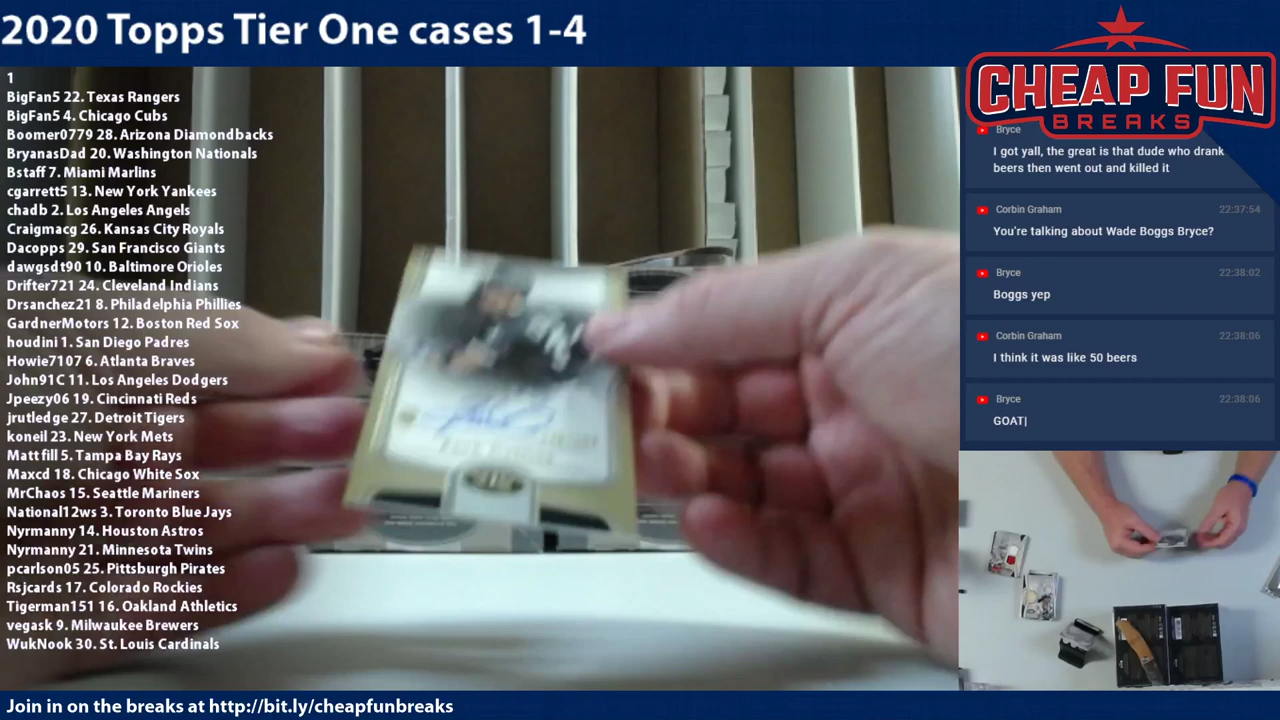 2020 Topps Tier One cases 1-4
1
BigFan5 22. Texas Rangers
BigFan5 4. Chicago Cubs
Boomer0779 28. Arizona Diamondbacks
BryanasDad 20. Washington Nationals
Bstaff 7. Miami Marlins
cgarrett5 13. New York Yankees
chadb 2. Los Angeles Angels
Craigmacg 26. Kansas City Royals
Dacopps 29. San Francisco Giants
dawgsdt90 10. Baltimore Orioles
Drifter721 24. Cleveland Indians
Drsanchez21 8. Philadelphia Phillies
GardnerMotors 12. Boston Red Sox
houdini 1. San Diego Padres
Howie7107 6. Atlanta Braves
John91C 11. Los Angeles Dodgers
Jpeezy06 19. Cincinnati Reds
jrutledge 27. Detroit Tigers
koneil 23. New York Mets
Matt fill 5. Tampa Bay Rays
Maxcd 18. Chicago White Sox
MrChaos 15. Seattle Mariners
National12ws 3. Toronto Blue Jays
Nyrmanny 14. Houston Astros
Nyrmanny 21. Minnesota Twins
pcarlson05 25. Pittsburgh Pirates
Rsjcards 17. Colorado Rockies
Tigerman151 16. Oakland Athletics
vegask 9. Milwaukee Brewers
WukNook 30. St. Louis Cardinals
CHEAP FUN
BREAKS
Bryce
I got yall, the great is that dude who drank
beers then went out and killed it
Corbin Graham 22:37:54
You're talking about Wade Boggs Bryce?
Bryce 22:38:02
Boggs yep
Corbin Graham 22:38:06
I think it was like 50 beers
Bryce 22:38:06
GOAT|
Join in on the breaks at http://bit.ly/cheapfunbreaks